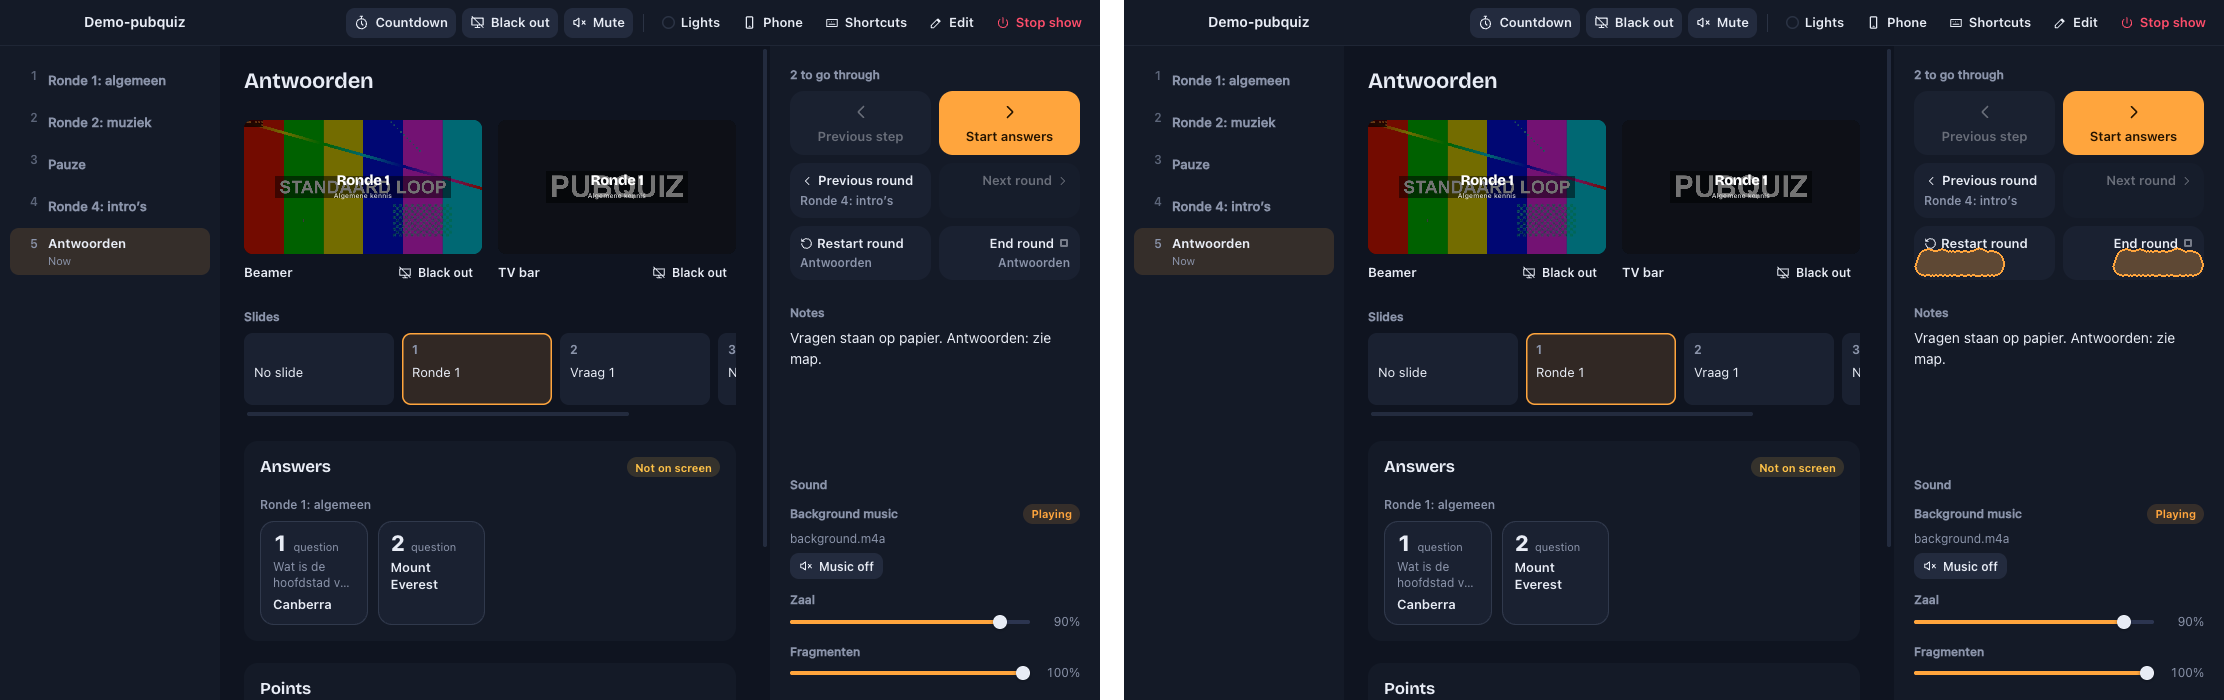 Demo-pubquiz
Countdown
Black out
Mute
Lights
Phone
Shortcuts
Edit
Stop show
1 Ronde 1: algemeen
2 Ronde 2: muziek
3 Pauze
4 Ronde 4: intro’s
5 Antwoorden
Now
Antwoorden
STANDAARD LOOP
Ronde 1
Algemene kennis
PUBQUIZ
Ronde 1
Algemene kennis
Beamer
Black out
TV bar
Black out
Slides
No slide
1
Ronde 1
2
Vraag 1
3
N
Answers
Not on screen
Ronde 1: algemeen
1 question
Wat is de
hoofdstad v...
Canberra
2 question
Mount
Everest
Points
2 to go through
Previous step
Start answers
Previous round
Ronde 4: intro’s
Next round
Restart round
Antwoorden
End round
Antwoorden
Notes
Vragen staan op papier. Antwoorden: zie
map.
Sound
Background music
Playing
background.m4a
Music off
Zaal
90%
Fragmenten
100%
Demo-pubquiz
Countdown
Black out
Mute
Lights
Phone
Shortcuts
Edit
Stop show
1 Ronde 1: algemeen
2 Ronde 2: muziek
3 Pauze
4 Ronde 4: intro’s
5 Antwoorden
Now
Antwoorden
STANDAARD LOOP
Ronde 1
Algemene kennis
PUBQUIZ
Ronde 1
Algemene kennis
Beamer
Black out
TV bar
Black out
Slides
No slide
1
Ronde 1
2
Vraag 1
3
N
Answers
Not on screen
Ronde 1: algemeen
1 question
Wat is de
hoofdstad v...
Canberra
2 question
Mount
Everest
Points
2 to go through
Previous step
Start answers
Previous round
Ronde 4: intro’s
Next round
Restart round
End round
Notes
Vragen staan op papier. Antwoorden: zie
map.
Sound
Background music
Playing
background.m4a
Music off
Zaal
90%
Fragmenten
100%